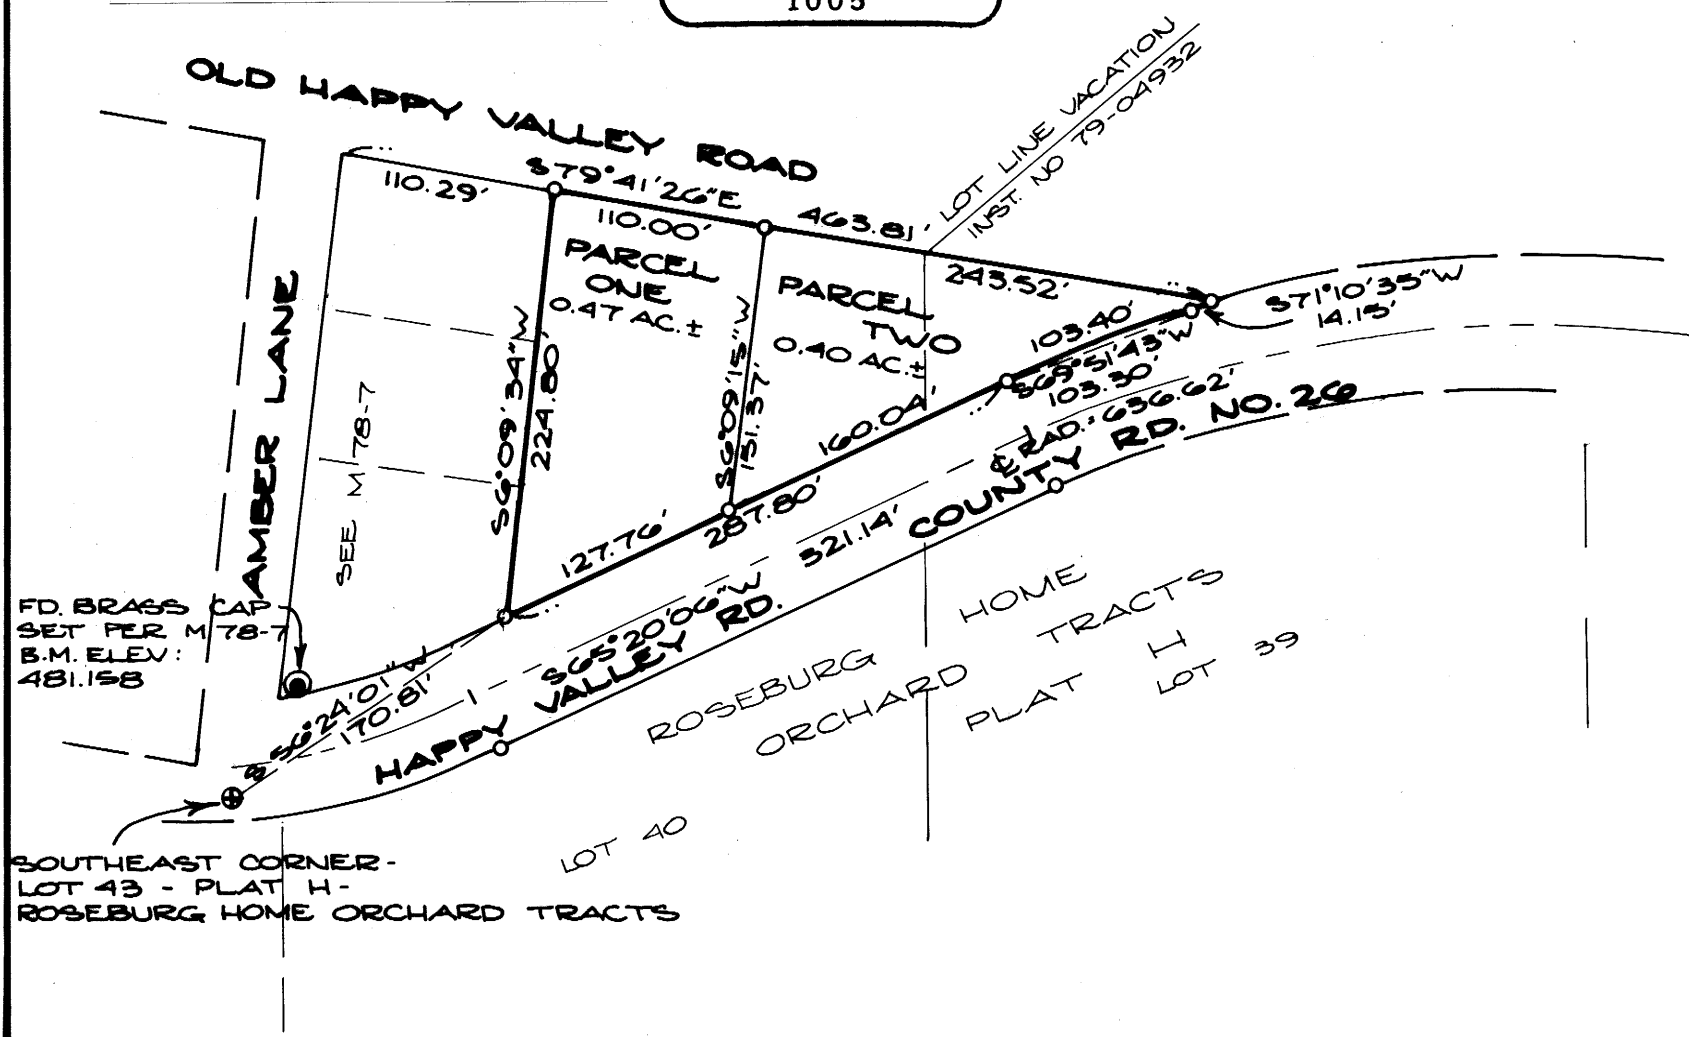 1005
OLD HAPPY VALLEY ROAD
LOT LINE VACATION
INST. NO 79-04932
110.29'
S79°41'26"E
463.81'
110.00'
243.52'
PARCEL
ONE
0.47 AC.±
PARCEL
TWO
0.40 AC.±
S71°10'35"W
14.15'
103.40'
S69°51'43"W
103.30'
℄ RAD.= 636.62'
AMBER LANE
SEE M 78-7
S6°09'34"W
224.80'
S6°09'15"W
151.37'
160.04'
127.76'
287.80'
321.14'
S65°20'06"W
HAPPY VALLEY RD. COUNTY RD. NO. 26
FD. BRASS CAP
SET PER M 78-7
B.M. ELEV:
481.158
S 56°24'01"W
170.81'
ROSEBURG HOME
ORCHARD TRACTS
PLAT H
LOT 39
LOT 40
SOUTHEAST CORNER-
LOT 43 - PLAT H-
ROSEBURG HOME ORCHARD TRACTS